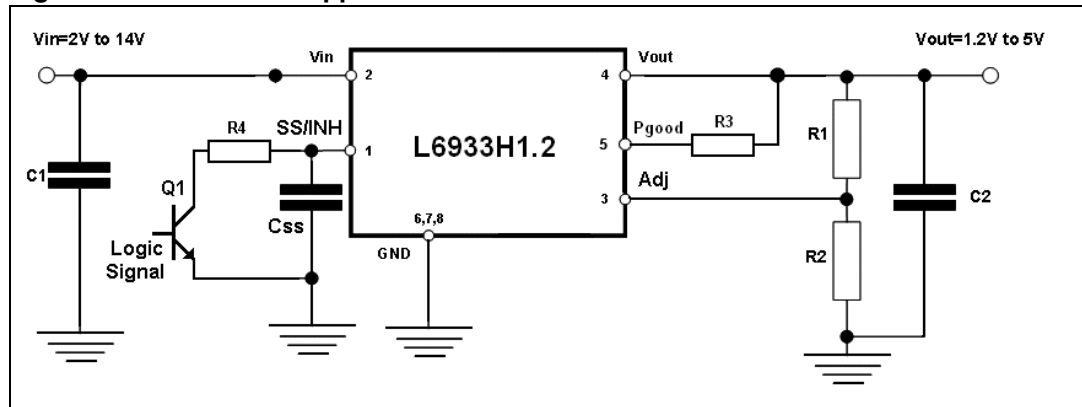 Vin=2V to 14V
Vout=1.2V to 5V
Vin
Vout
2
4
R4
SS/INH
Pgood
R3
R1
1
L6933H1.2
5
C1
Q1
Adj
3
C2
Css
6,7,8
Logic
Signal
GND
R2